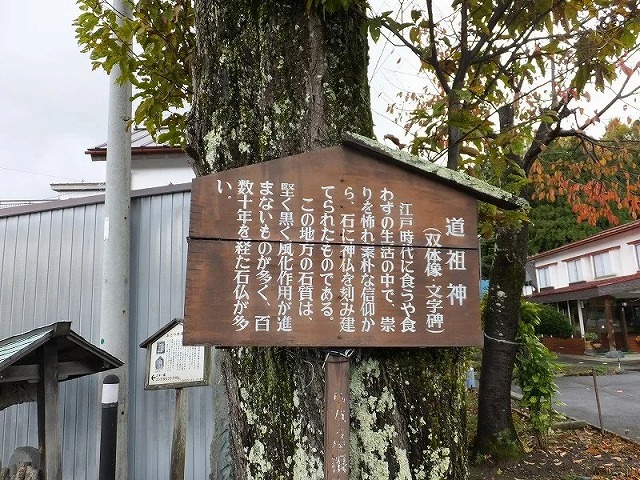 道祖神
（双体像・文字碑）
江戸時代に食うや食
わずの生活の中で、祟
りを怖れ素朴な信仰か
ら、石に神仏を刻み建
てられたものである。
この地方の石質は、
堅く黒く風化作用が進
まないものが多く、百
数十年を経た石仏が多
い．